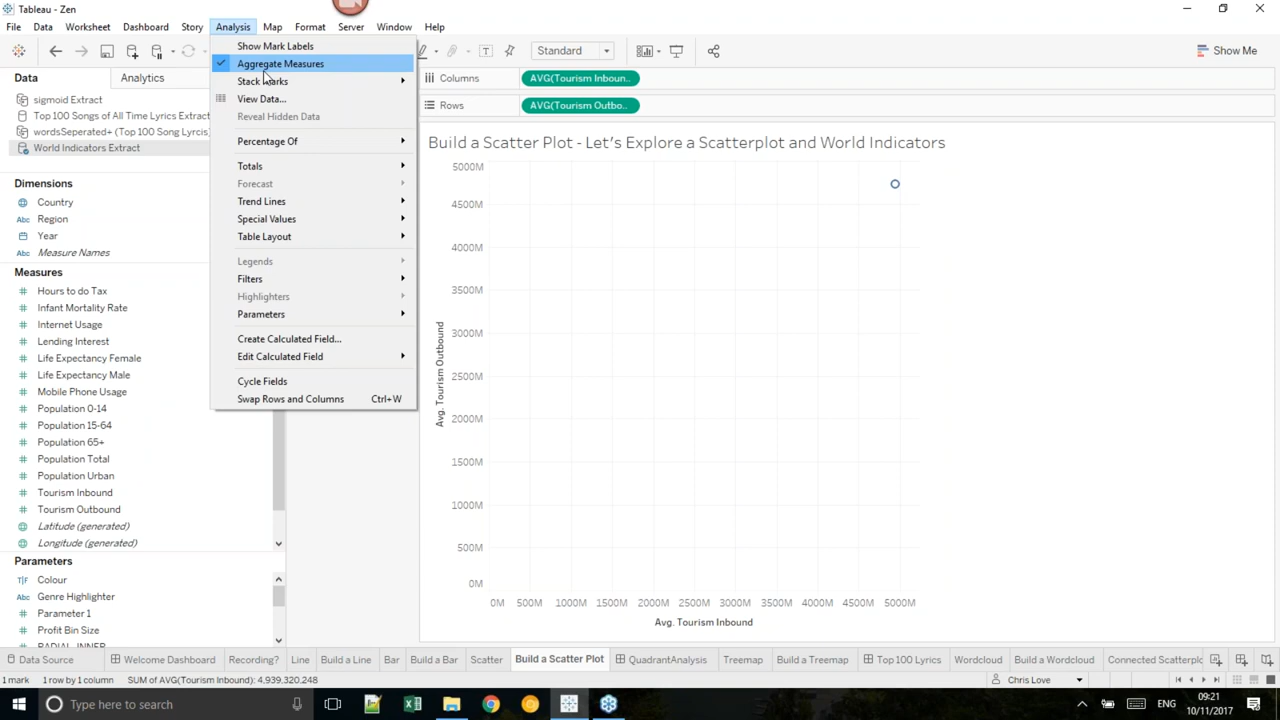 Tableau - Zen
File Data Worksheet Dashboard Story Analysis Map Format Server Window Help
Standard
Show Me
Data
Analytics
sigmoid Extract
Top 100 Songs of All Time Lyrics Extract
wordsSeperated+ (Top 100 Song Lyrcis)
World Indicators Extract
Dimensions
Country
Region
Year
Measure Names
Measures
Hours to do Tax
Infant Mortality Rate
Internet Usage
Lending Interest
Life Expectancy Female
Life Expectancy Male
Mobile Phone Usage
Population 0-14
Population 15-64
Population 65+
Population Total
Population Urban
Tourism Inbound
Tourism Outbound
Latitude (generated)
Longitude (generated)
Parameters
Colour
Genre Highlighter
Parameter 1
Profit Bin Size
RADIAL_INNER
Show Mark Labels
Aggregate Measures
Stack Marks
View Data...
Reveal Hidden Data
Percentage Of
Totals
Forecast
Trend Lines
Special Values
Table Layout
Legends
Filters
Highlighters
Parameters
Create Calculated Field...
Edit Calculated Field
Cycle Fields
Swap Rows and Columns Ctrl+W
Columns AVG(Tourism Inboun..
Rows AVG(Tourism Outbo..
Build a Scatter Plot - Let's Explore a Scatterplot and World Indicators
5000M
4500M
4000M
3500M
3000M
2500M
2000M
1500M
1000M
500M
0M
Avg. Tourism Outbound
0M 500M 1000M 1500M 2000M 2500M 3000M 3500M 4000M 4500M 5000M
Avg. Tourism Inbound
Data Source Welcome Dashboard Recording? Line Build a Line Bar Build a Bar Scatter Build a Scatter Plot QuadrantAnalysis Treemap Build a Treemap Top 100 Lyrics Wordcloud Build a Wordcloud Connected Scatterplc
1 mark 1 row by 1 column SUM of AVG(Tourism Inbound): 4,939,320,248
Chris Love
Type here to search
09:21
10/11/2017